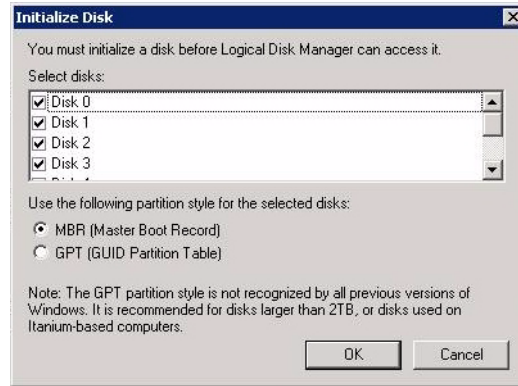 Initialize Disk
You must initialize a disk before Logical Disk Manager can access it.
Select disks:
Disk 0
Disk 1
Disk 2
Disk 3
Use the following partition style for the selected disks:
MBR (Master Boot Record)
GPT (GUID Partition Table)
Note: The GPT partition style is not recognized by all previous versions of
Windows. It is recommended for disks larger than 2TB, or disks used on
Itanium-based computers.
OK
Cancel